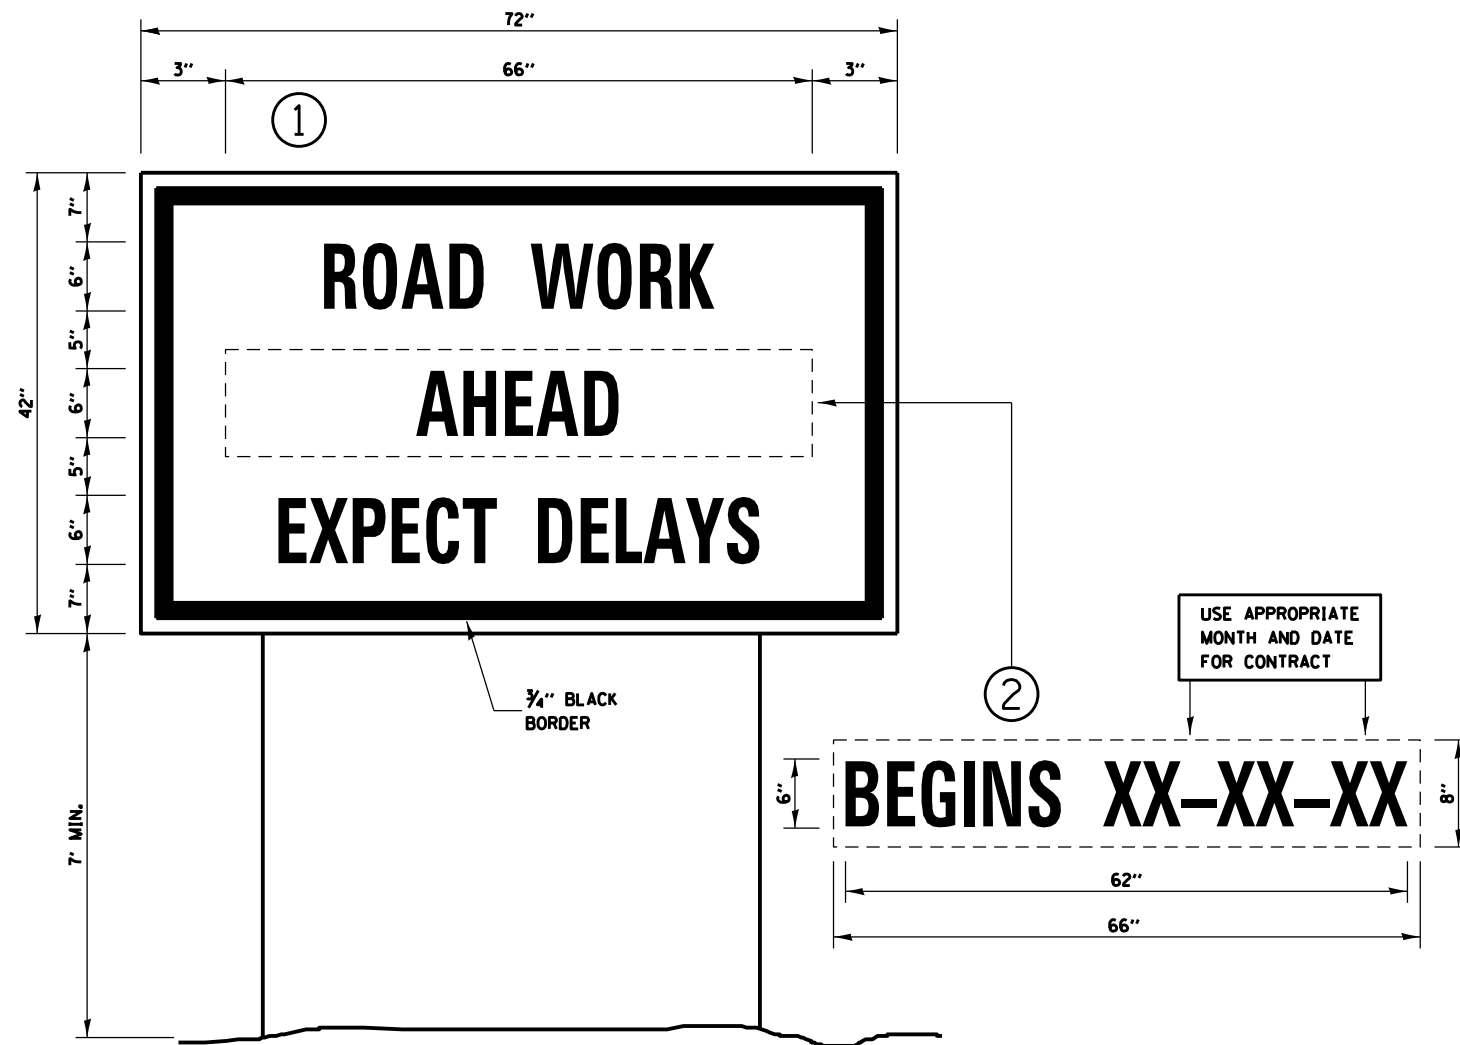 72"
3" 66" 3"
1
7"
6"
5"
6"
5"
6"
7"
42"
ROAD WORK
AHEAD
EXPECT DELAYS
3/4" BLACK
BORDER
7' MIN.
2
USE APPROPRIATE
MONTH AND DATE
FOR CONTRACT
6"
BEGINS XX-XX-XX
8"
62"
66"